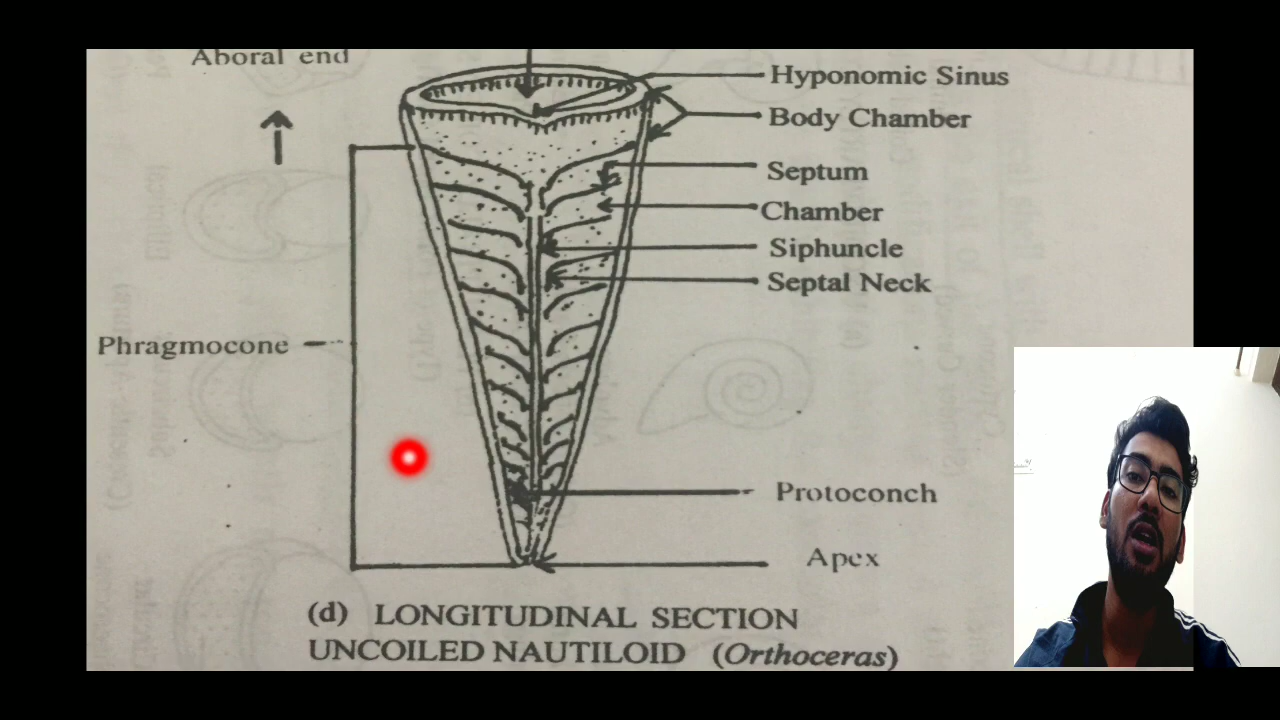 Aboral end
Hyponomic Sinus
Body Chamber
Septum
Chamber
Siphuncle
Septal Neck
Phragmocone
Protoconch
Apex
(d) LONGITUDINAL SECTION
UNCOILED NAUTILOID (Orthoceras)